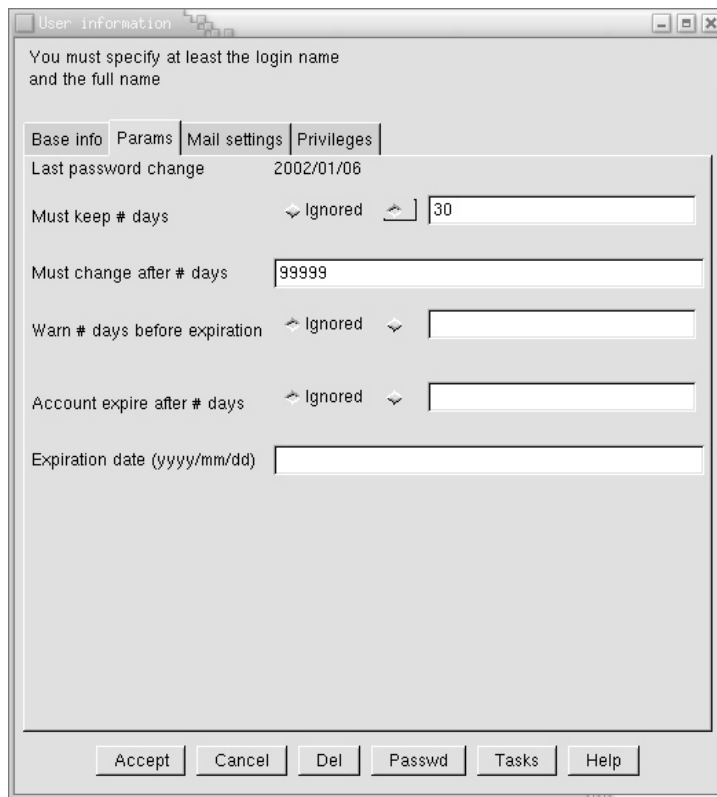 User information
You must specify at least the login name
and the full name
Base info Params Mail settings Privileges
Last password change 2002/01/06
Must keep # days Ignored 30
Must change after # days 99999
Warn # days before expiration Ignored
Account expire after # days Ignored
Expiration date (yyyy/mm/dd)
Accept Cancel Del Passwd Tasks Help